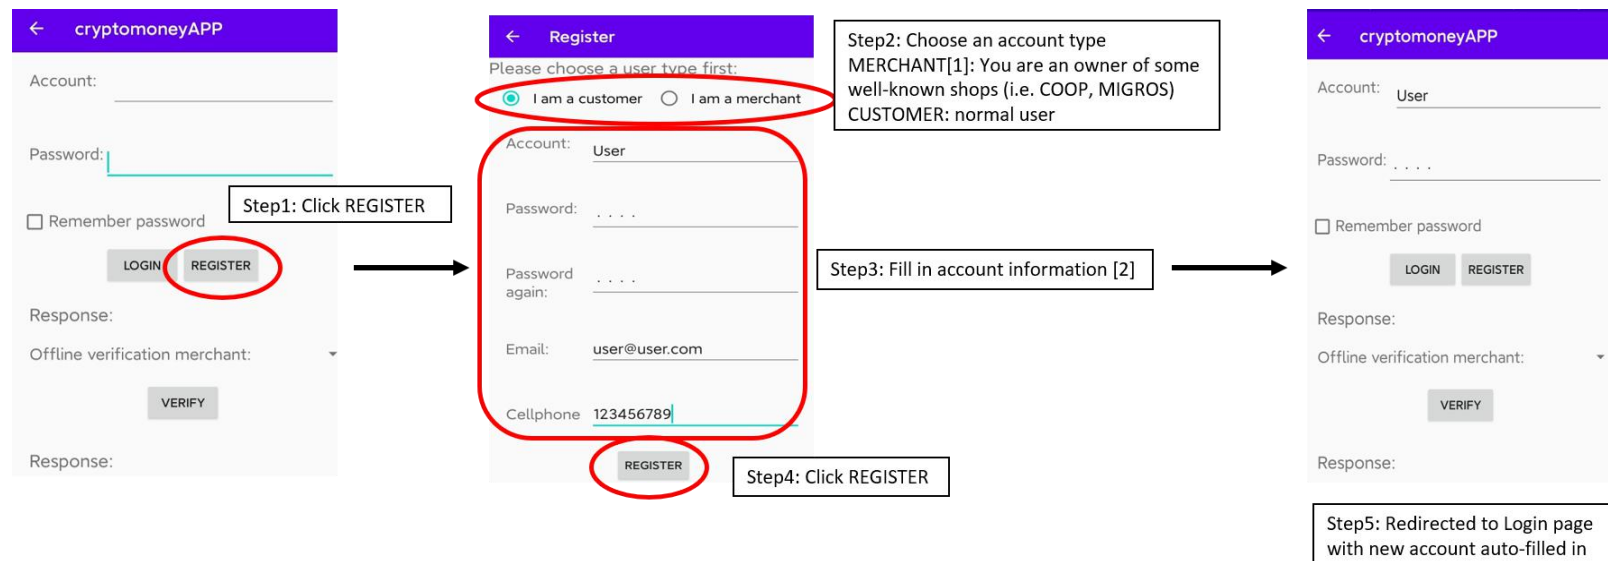 cryptomoneyAPP
Account:
Password:
Remember password
LOGIN REGISTER
Response:
Offline verification merchant:
VERIFY
Response:
Step1: Click REGISTER
Register
Please choose a user type first:
I am a customer I am a merchant
Account: User
Password: . . . .
Password
again: . . . .
Email: user@user.com
Cellphone 123456789
REGISTER
Step2: Choose an account type
MERCHANT[1]: You are an owner of some
well-known shops (i.e. COOP, MIGROS)
CUSTOMER: normal user
Step3: Fill in account information [2]
Step4: Click REGISTER
cryptomoneyAPP
Account: User
Password: . . . .
Remember password
LOGIN REGISTER
Response:
Offline verification merchant:
VERIFY
Response:
Step5: Redirected to Login page
with new account auto-filled in